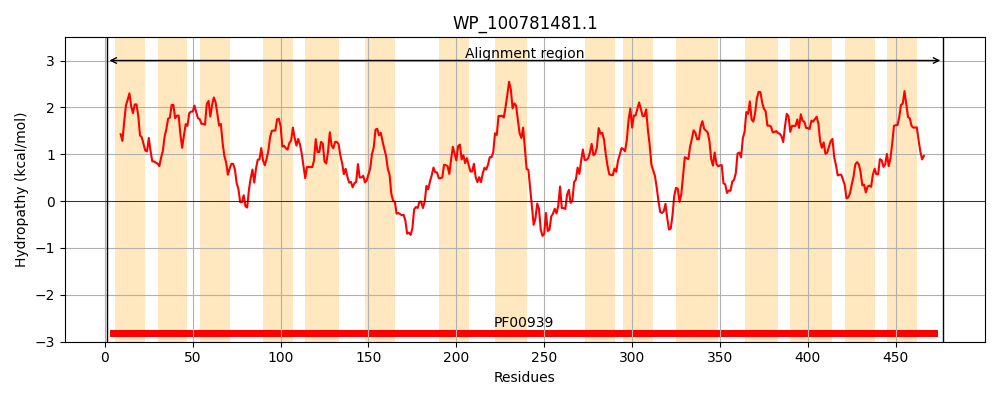 WP_100781481.1
Alignment region
Hydropathy (kcal/mol)
3
2
1
0
−1
−2
−3
PF00939
0 50 100 150 200 250 300 350 400 450
Residues